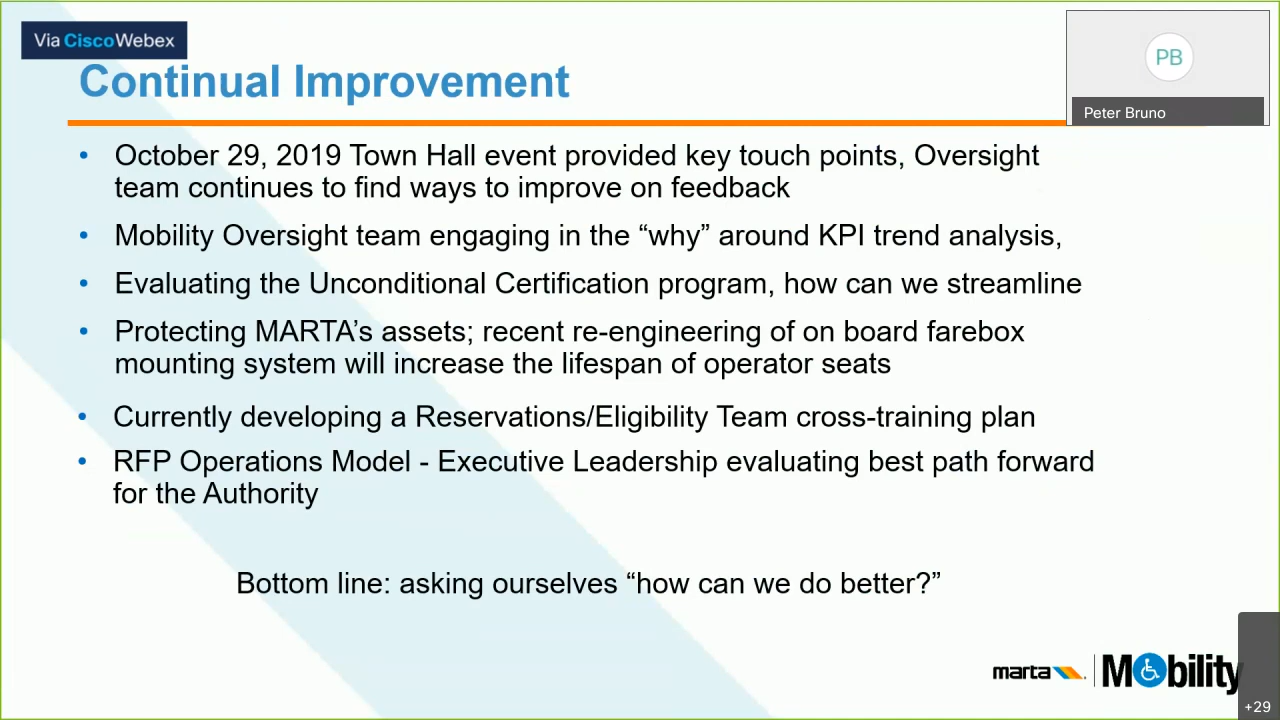 Via CiscoWebex
PB
Peter Bruno
Continual Improvement
• October 29, 2019 Town Hall event provided key touch points, Oversight
team continues to find ways to improve on feedback
• Mobility Oversight team engaging in the “why” around KPI trend analysis,
• Evaluating the Unconditional Certification program, how can we streamline
• Protecting MARTA’s assets; recent re-engineering of on board farebox
mounting system will increase the lifespan of operator seats
• Currently developing a Reservations/Eligibility Team cross-training plan
• RFP Operations Model - Executive Leadership evaluating best path forward
for the Authority
Bottom line: asking ourselves “how can we do better?”
marta | Mobility
+29